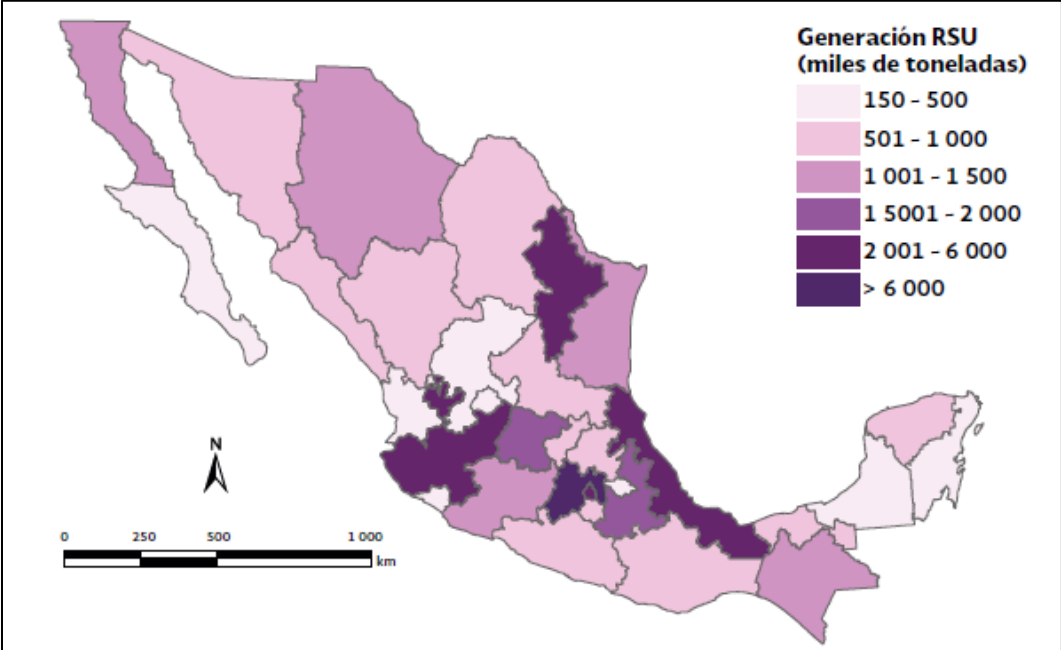 Generación RSU
(miles de toneladas)
150 - 500
501 - 1 000
1 001 - 1 500
1 5001 - 2 000
2 001 - 6 000
> 6 000
N
0 250 500 1 000
km